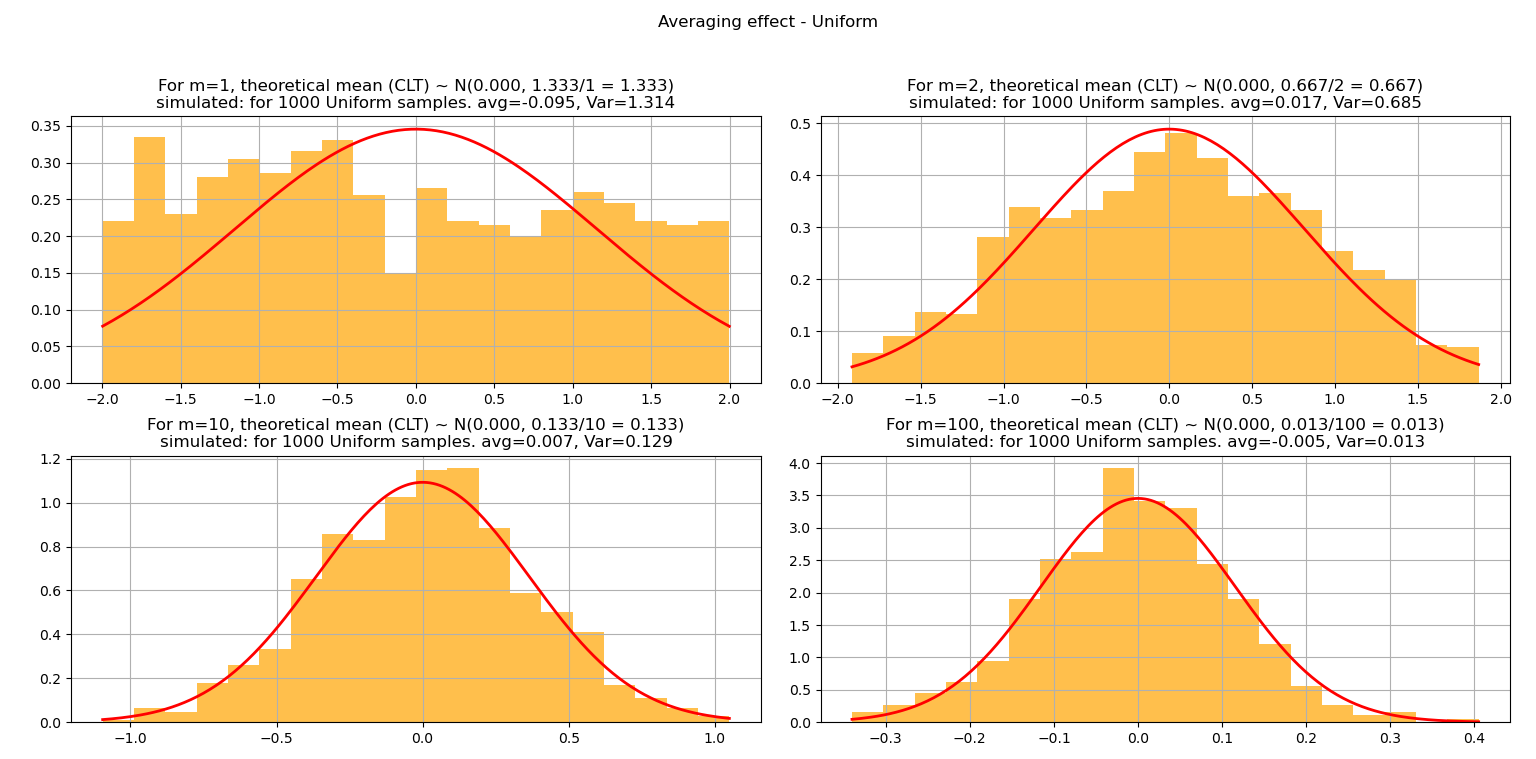 Averaging effect - Uniform
For m=1, theoretical mean (CLT) ~ N(0.000, 1.333/1 = 1.333)
simulated: for 1000 Uniform samples. avg=-0.095, Var=1.314
0.35
0.30
0.25
0.20
0.15
0.10
0.05
0.00
−2.0 −1.5 −1.0 −0.5 0.0 0.5 1.0 1.5 2.0
For m=2, theoretical mean (CLT) ~ N(0.000, 0.667/2 = 0.667)
simulated: for 1000 Uniform samples. avg=0.017, Var=0.685
0.5
0.4
0.3
0.2
0.1
0.0
−2.0 −1.5 −1.0 −0.5 0.0 0.5 1.0 1.5 2.0
For m=10, theoretical mean (CLT) ~ N(0.000, 0.133/10 = 0.133)
simulated: for 1000 Uniform samples. avg=0.007, Var=0.129
1.2
1.0
0.8
0.6
0.4
0.2
0.0
−1.0 −0.5 0.0 0.5 1.0
For m=100, theoretical mean (CLT) ~ N(0.000, 0.013/100 = 0.013)
simulated: for 1000 Uniform samples. avg=-0.005, Var=0.013
4.0
3.5
3.0
2.5
2.0
1.5
1.0
0.5
0.0
−0.3 −0.2 −0.1 0.0 0.1 0.2 0.3 0.4